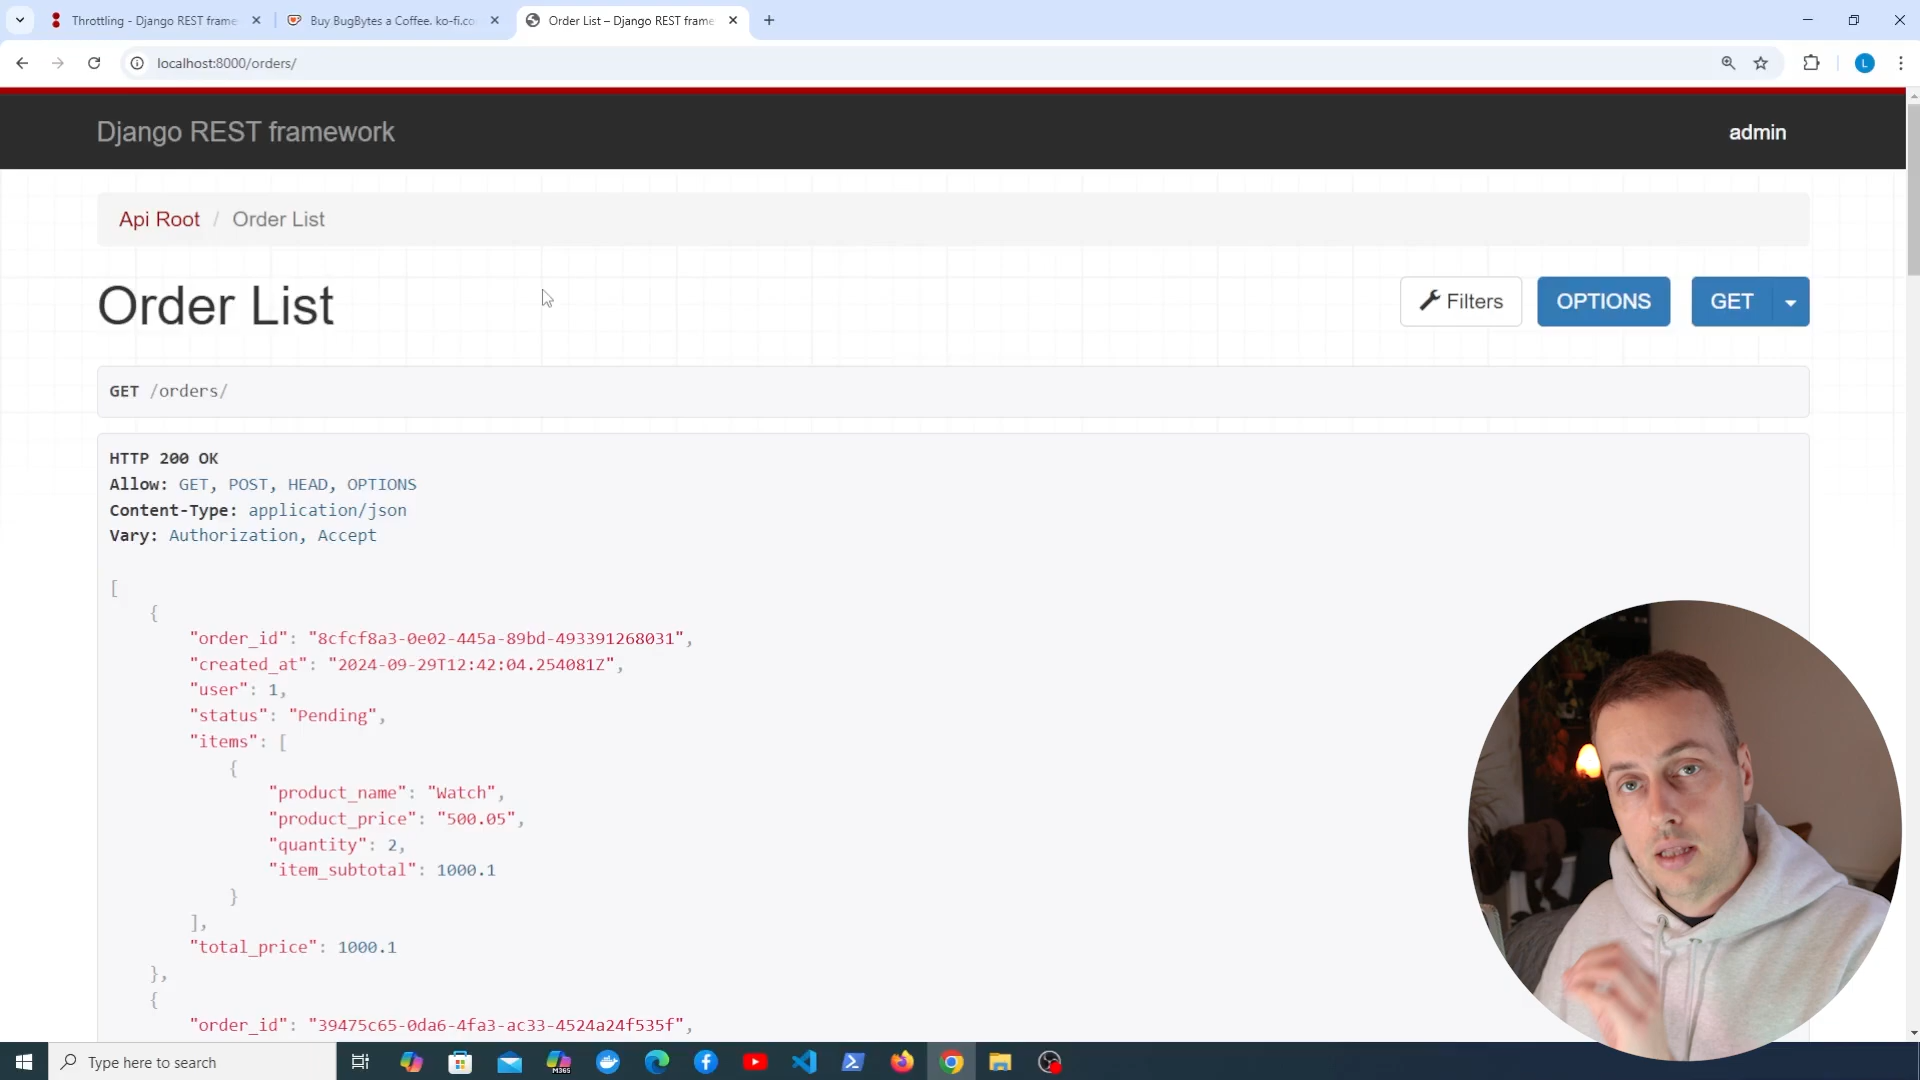 Throttling - Django REST frame
Buy BugBytes a Coffee. ko-fi.co
Order List – Django REST frame
localhost:8000/orders/
L
Django REST framework
admin
Api Root / Order List
Order List
Filters
OPTIONS
GET
GET /orders/
HTTP 200 OK
Allow: GET, POST, HEAD, OPTIONS
Content-Type: application/json
Vary: Authorization, Accept
[
{
"order_id": "8cfcf8a3-0e02-445a-89bd-493391268031",
"created_at": "2024-09-29T12:42:04.254081Z",
"user": 1,
"status": "Pending",
"items": [
{
"product_name": "Watch",
"product_price": "500.05",
"quantity": 2,
"item_subtotal": 1000.1
}
],
"total_price": 1000.1
},
{
"order_id": "39475c65-0da6-4fa3-ac33-4524a24f535f",
Type here to search
M365